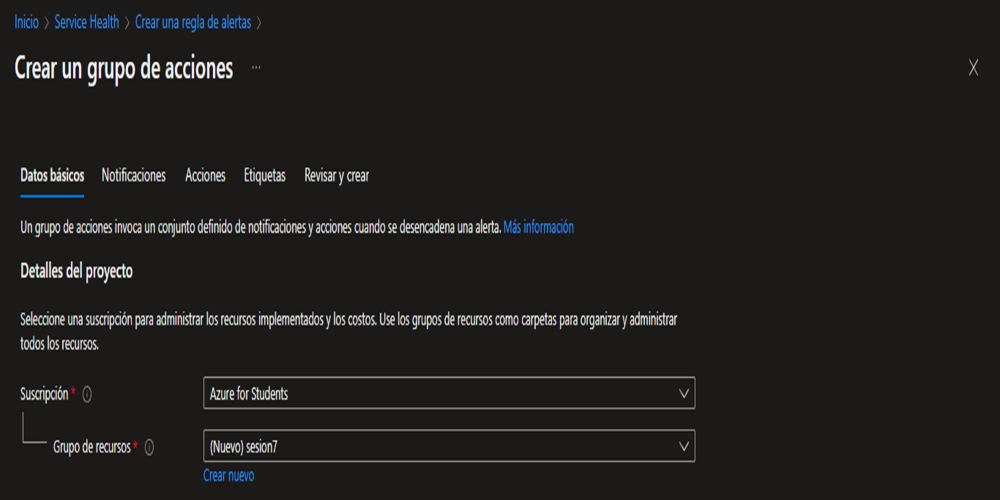 Inicio > Service Health > Crear una regla de alertas >
Crear un grupo de acciones ...
Datos básicos Notificaciones Acciones Etiquetas Revisar y crear
Un grupo de acciones invoca un conjunto definido de notificaciones y acciones cuando se desencadena una alerta. Más información
Detalles del proyecto
Seleccione una suscripción para administrar los recursos implementados y los costos. Use los grupos de recursos como carpetas para organizar y administrar
todos los recursos.
Suscripción * Azure for Students
Grupo de recursos * (Nuevo) sesion7
Crear nuevo